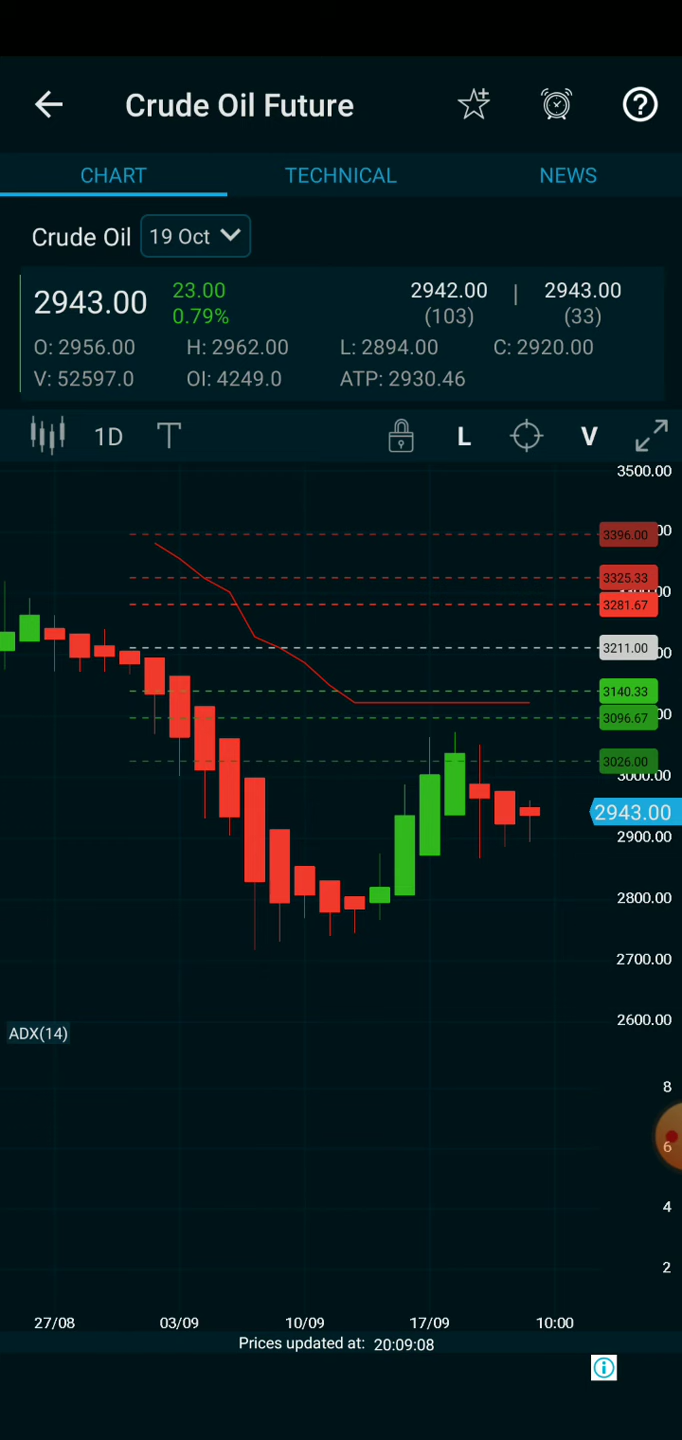 Crude Oil Future
CHART TECHNICAL NEWS
Crude Oil 19 Oct
2943.00 23.00 0.79% 2942.00 (103) | 2943.00 (33)
O: 2956.00 H: 2962.00 L: 2894.00 C: 2920.00
V: 52597.0 OI: 4249.0 ATP: 2930.46
1D T L V
3500.00
3396.00
3325.33
3281.67
3211.00
3140.33
3096.67
3026.00
3000.00
2943.00
2900.00
2800.00
2700.00
2600.00
ADX(14)
8
6
4
2
27/08 03/09 10/09 17/09 10:00
Prices updated at: 20:09:08